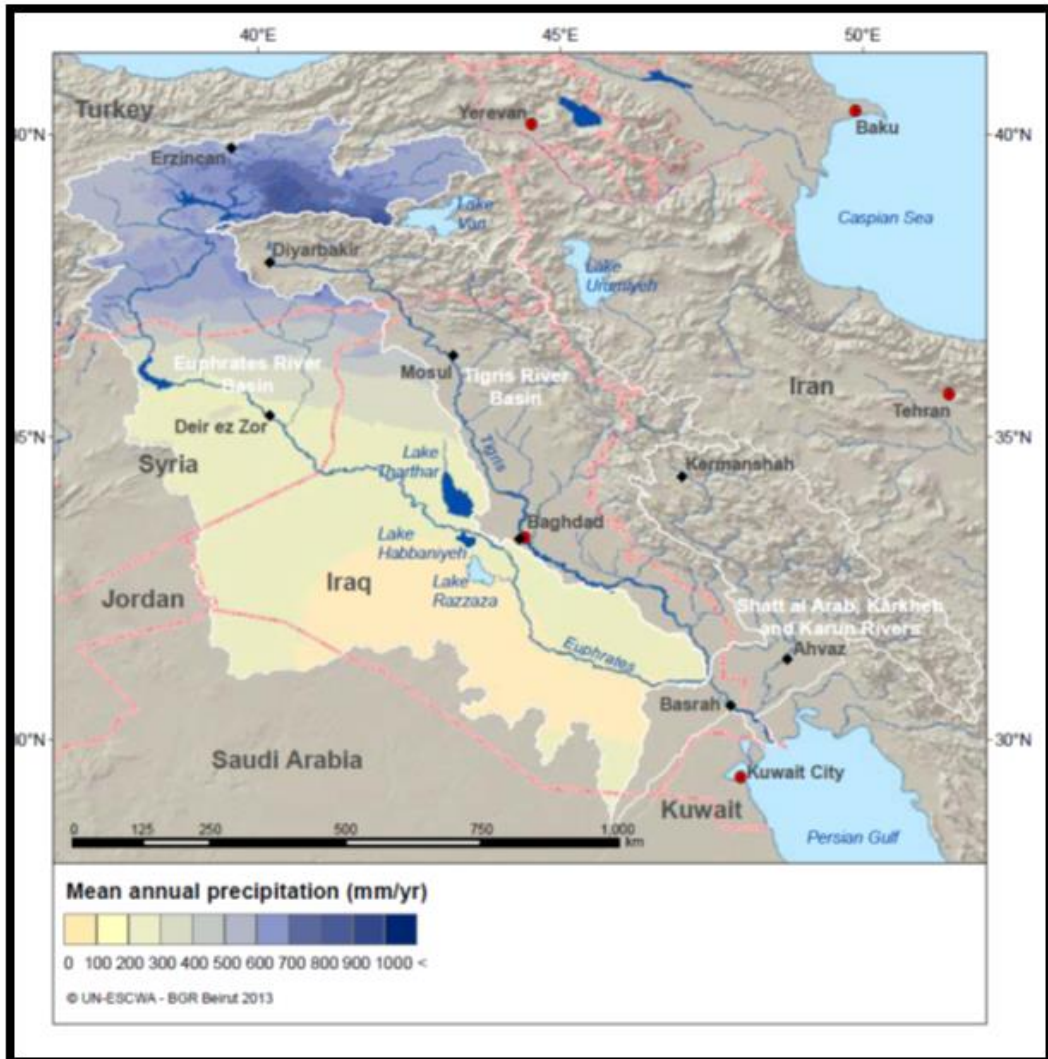 40°E 45°E 50°E
Turkey
Yerevan
Baku
40°N
Erzincan
Lake
Van
Caspian Sea
Diyarbakir
Lake
Urumiyeh
Euphrates River
Basin
Mosul
Tigris River
Basin
Iran
Tehran
Deir ez Zor
35°N 35°N
Syria
Lake
Tharthar
Tigris
Kermanshah
Baghdad
Lake
Habbaniyeh
Iraq
Lake
Razzaza
Jordan
Shatt al Arab, Karkheh
and Karun Rivers
Ahvaz
Euphrates
Basrah
30°N
Saudi Arabia
Kuwait City
Kuwait
Persian Gulf
0 125 250 500 750 1.000
km
Mean annual precipitation (mm/yr)
0 100 200 300 400 500 600 700 800 900 1000 <
© UN-ESCWA - BGR Beirut 2013